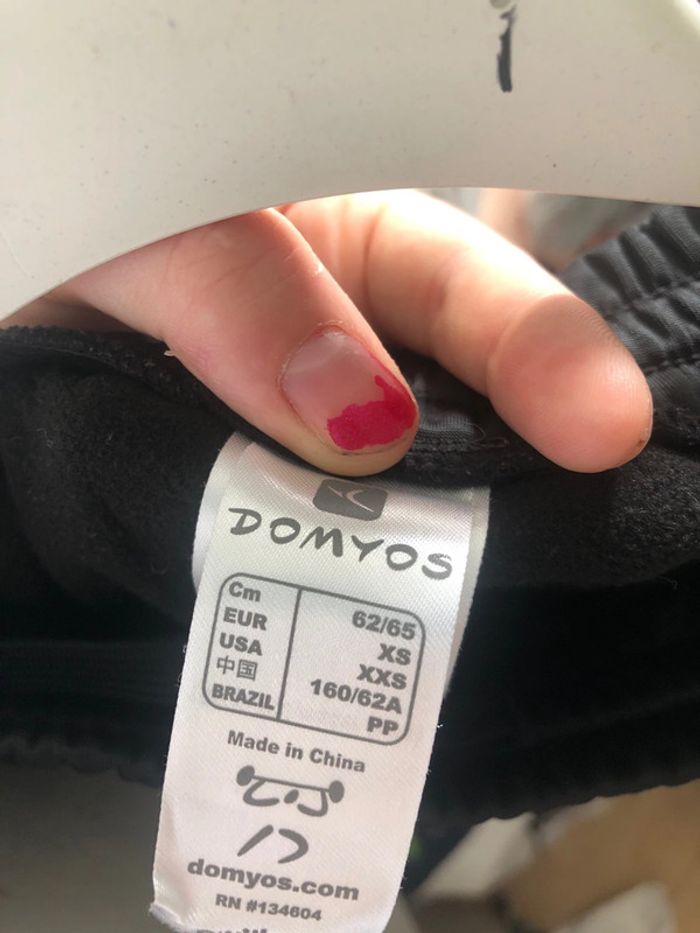 DOMYOS
Cm 62/65
EUR XS
USA XXS
中国 160/62A
BRAZIL PP
Made in China
domyos.com
RN #134604